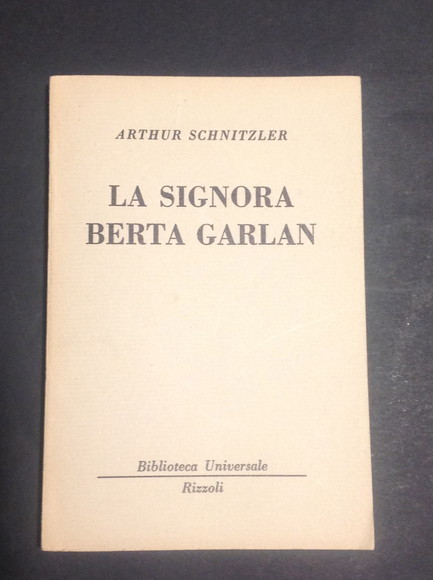 ARTHUR SCHNITZLER
LA SIGNORA
BERTA GARLAN
Biblioteca Universale
Rizzoli